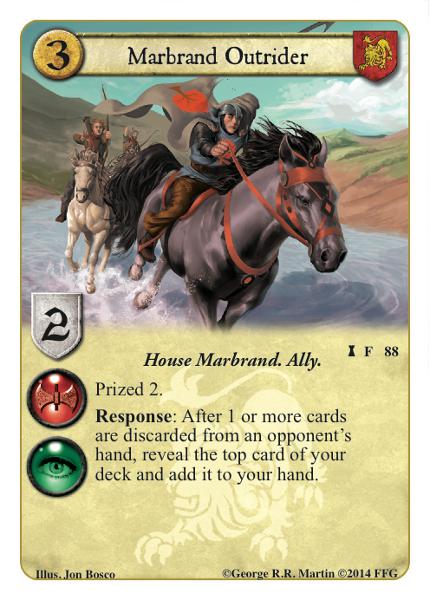 3
Marbrand Outrider
2
House Marbrand. Ally.
F 88
Prized 2.
Response: After 1 or more cards
are discarded from an opponent's
hand, reveal the top card of your
deck and add it to your hand.
Illus. Jon Bosco
©George R.R. Martin ©2014 FFG